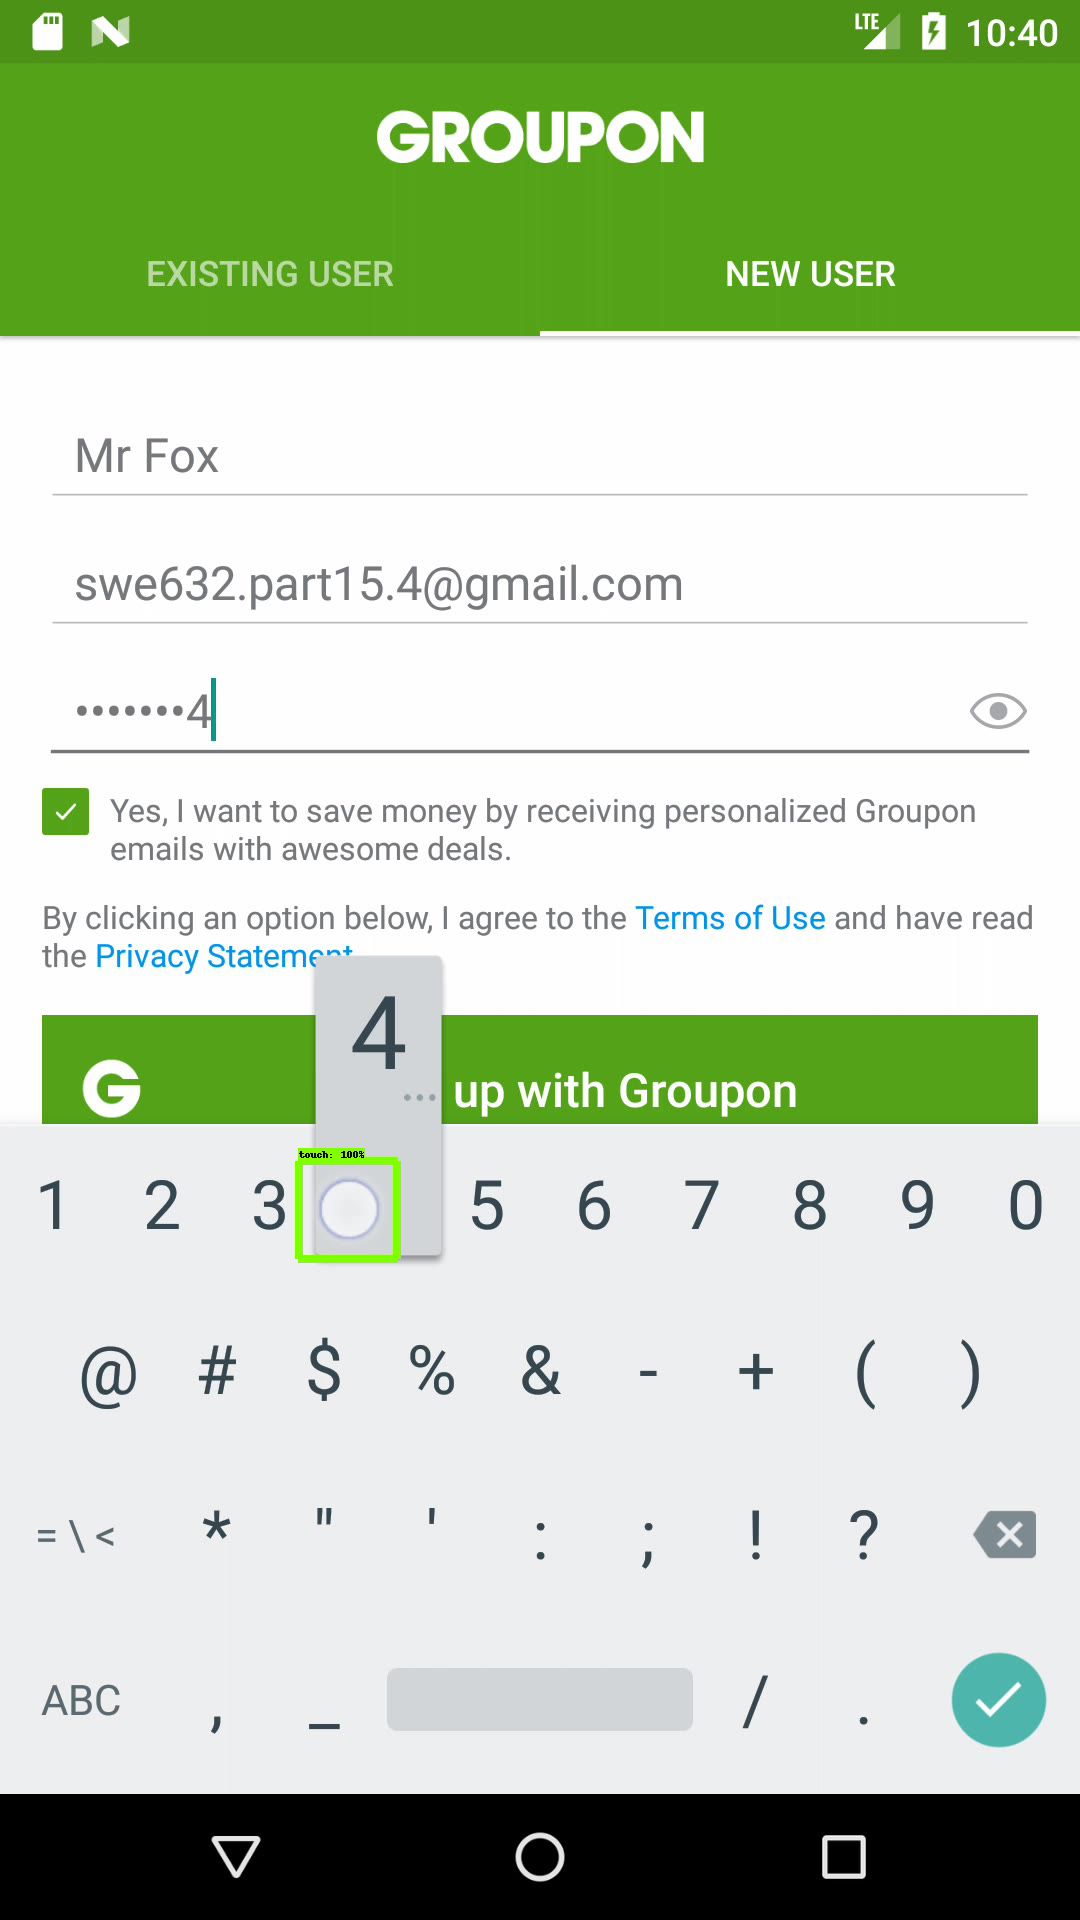 LTE 10:40
GROUPON
EXISTING USER NEW USER
Mr Fox
swe632.part15.4@gmail.com
•••••••4
Yes, I want to save money by receiving personalized Groupon
emails with awesome deals.
By clicking an option below, I agree to the Terms of Use and have read
the Privacy Statement
4
...
G up with Groupon
touch: 100%
1 2 3 5 6 7 8 9 0
@ # $ % & - + ( )
= \ < * " ' : ; ! ?
ABC , _ / .